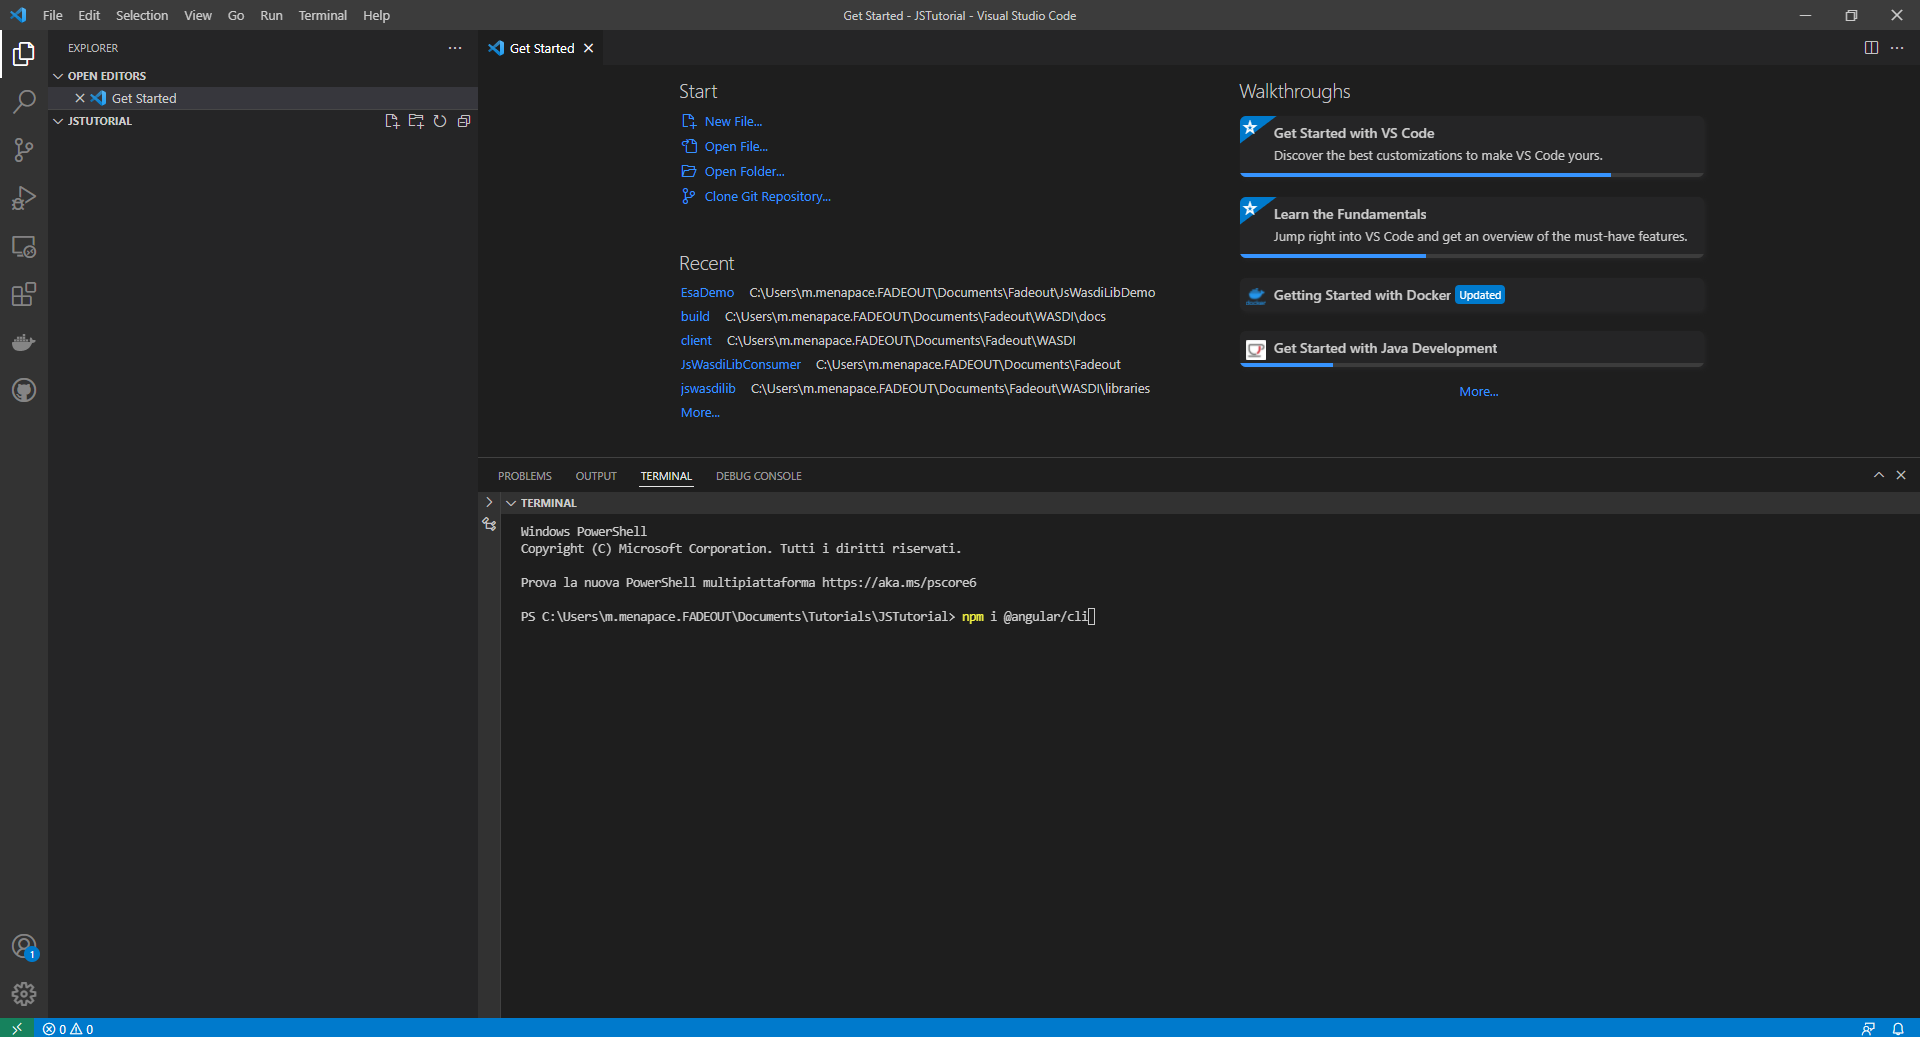 File Edit Selection View Go Run Terminal Help
Get Started - JSTutorial - Visual Studio Code
EXPLORER
OPEN EDITORS
Get Started
JSTUTORIAL
1
Get Started
Start
New File...
Open File...
Open Folder...
Clone Git Repository...
Recent
EsaDemo C:\Users\m.menapace.FADEOUT\Documents\Fadeout\JsWasdiLibDemo
build C:\Users\m.menapace.FADEOUT\Documents\Fadeout\WASDI\docs
client C:\Users\m.menapace.FADEOUT\Documents\Fadeout\WASDI
JsWasdiLibConsumer C:\Users\m.menapace.FADEOUT\Documents\Fadeout
jswasdilib C:\Users\m.menapace.FADEOUT\Documents\Fadeout\WASDI\libraries
More...
Walkthroughs
Get Started with VS Code
Discover the best customizations to make VS Code yours.
Learn the Fundamentals
Jump right into VS Code and get an overview of the must-have features.
docker
Getting Started with Docker Updated
Get Started with Java Development
More...
PROBLEMS OUTPUT TERMINAL DEBUG CONSOLE
TERMINAL
Windows PowerShell
Copyright (C) Microsoft Corporation. Tutti i diritti riservati.
Prova la nuova PowerShell multipiattaforma https://aka.ms/pscore6
PS C:\Users\m.menapace.FADEOUT\Documents\Tutorials\JSTutorial> npm i @angular/cli
0 0